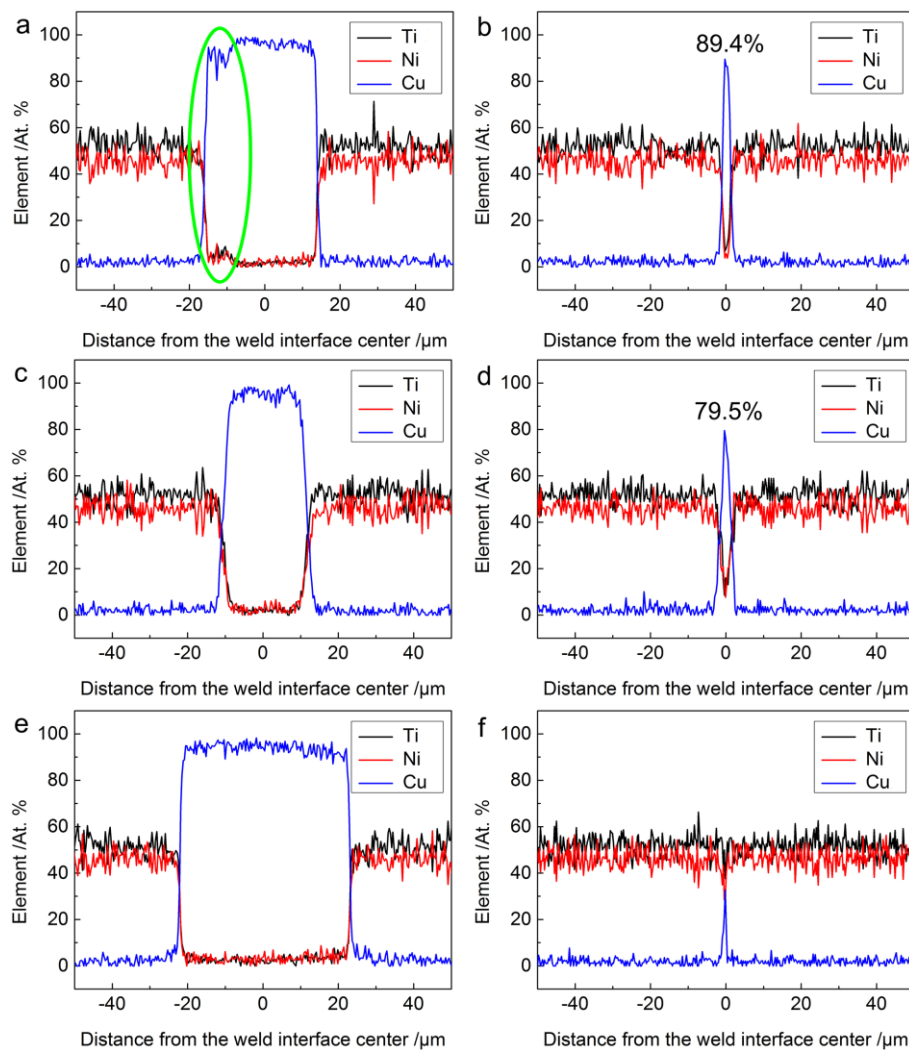 a
Ti
Ni
Cu
Element /At. %
100
80
60
40
20
0
-40
-20
0
20
40
Distance from the weld interface center /μm
b
89.4%
Ti
Ni
Cu
Element /At. %
100
80
60
40
20
0
-40
-20
0
20
40
Distance from the weld interface center /μm
c
Ti
Ni
Cu
Element /At. %
100
80
60
40
20
0
-40
-20
0
20
40
Distance from the weld interface center /μm
d
79.5%
Ti
Ni
Cu
Element /At. %
100
80
60
40
20
0
-40
-20
0
20
40
Distance from the weld interface center /μm
e
Ti
Ni
Cu
Element /At. %
100
80
60
40
20
0
-40
-20
0
20
40
Distance from the weld interface center /μm
f
Ti
Ni
Cu
Element /At. %
100
80
60
40
20
0
-40
-20
0
20
40
Distance from the weld interface center /μm